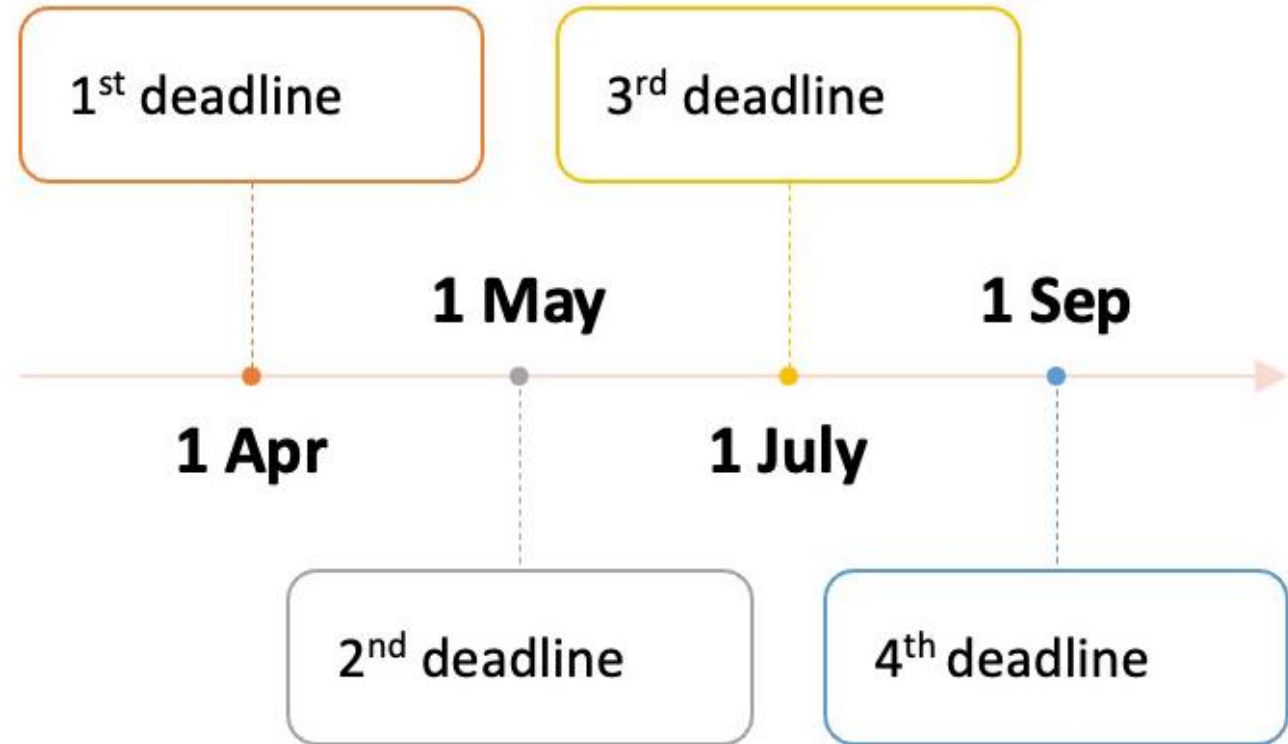 1st deadline
3rd deadline
1 May
1 Sep
1 Apr
1 July
2nd deadline
4th deadline